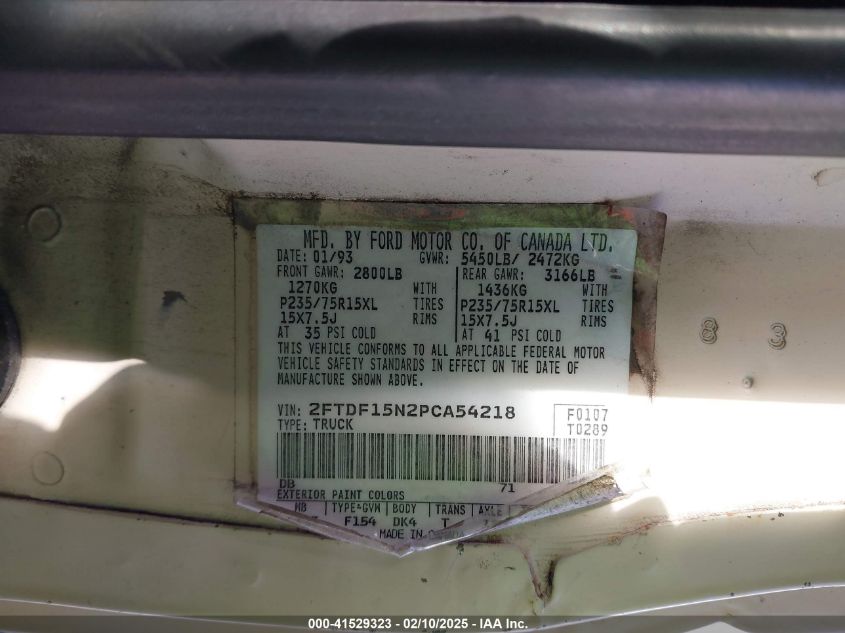 MFD. BY FORD MOTOR CO. OF CANADA LTD.
DATE: 01/93 GVWR: 5450LB/ 2472KG
FRONT GAWR: 2800LB REAR GAWR: 3166LB
1270KG WITH 1436KG WITH
P235/75R15XL TIRES P235/75R15XL TIRES
15X7.5J RIMS 15X7.5J RIMS
AT 35 PSI COLD AT 41 PSI COLD
THIS VEHICLE CONFORMS TO ALL APPLICABLE FEDERAL MOTOR
VEHICLE SAFETY STANDARDS IN EFFECT ON THE DATE OF
MANUFACTURE SHOWN ABOVE.
VIN: 2FTDF15N2PCA54218 F0107
TYPE: TRUCK T0289
DB 71
EXTERIOR PAINT COLORS
WB TYPE-GVW BODY TRANS AXLE
F154 DK4 T
MADE IN CANADA
8 3
000-41529323 - 02/10/2025 - IAA Inc.